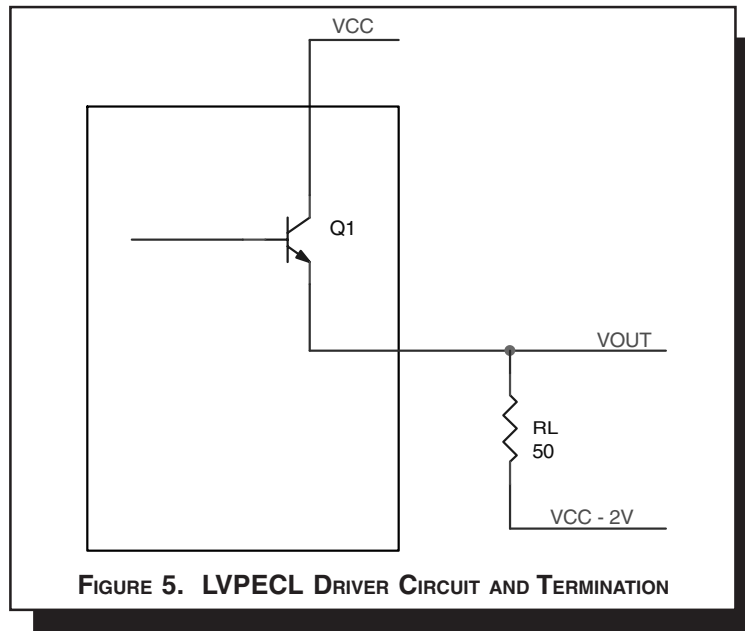 VCC
Q1
VOUT
RL
50
VCC - 2V
FIGURE 5. LVPECL DRIVER CIRCUIT AND TERMINATION